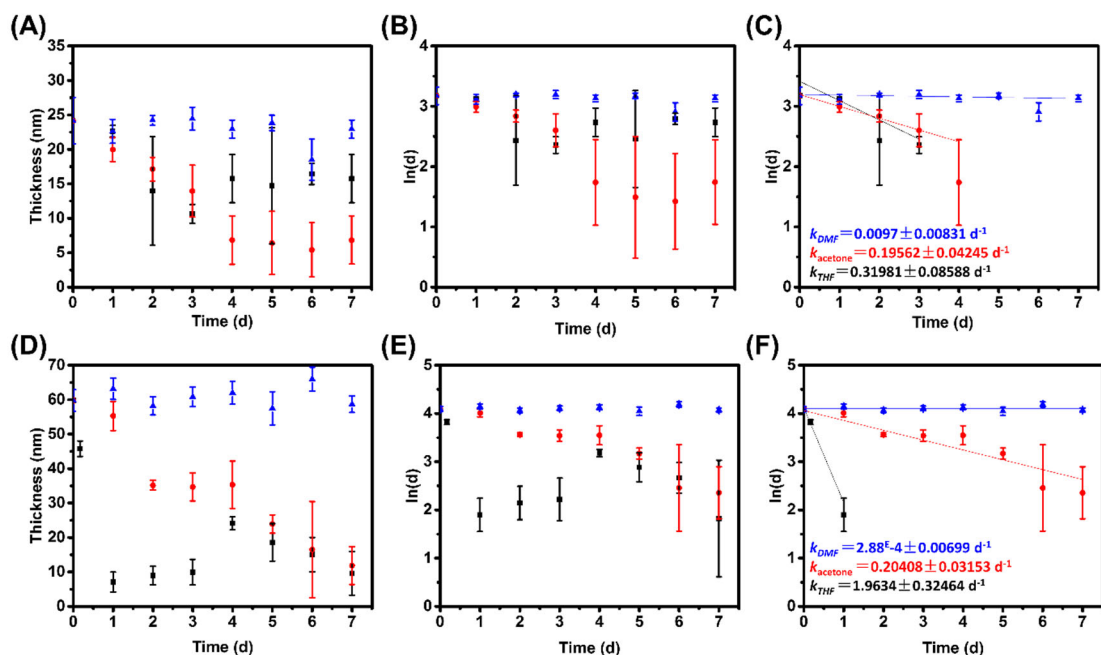 (A)
35
30
25
20
15
10
5
0
Thickness (nm)
0 1 2 3 4 5 6 7
Time (d)
(B)
4
3
2
1
0
ln(d)
0 1 2 3 4 5 6 7
Time (d)
(C)
4
3
2
1
0
ln(d)
kDMF=0.0097±0.00831 d-1
kacetone=0.19562±0.04245 d-1
kTHF=0.31981±0.08588 d-1
0 1 2 3 4 5 6 7
Time (d)
(D)
70
60
50
40
30
20
10
0
Thickness (nm)
0 1 2 3 4 5 6 7
Time (d)
(E)
5
4
3
2
1
0
ln(d)
0 1 2 3 4 5 6 7
Time (d)
(F)
5
4
3
2
1
0
ln(d)
kDMF=2.88E-4±0.00699 d-1
kacetone=0.20408±0.03153 d-1
kTHF=1.9634±0.32464 d-1
0 1 2 3 4 5 6 7
Time (d)